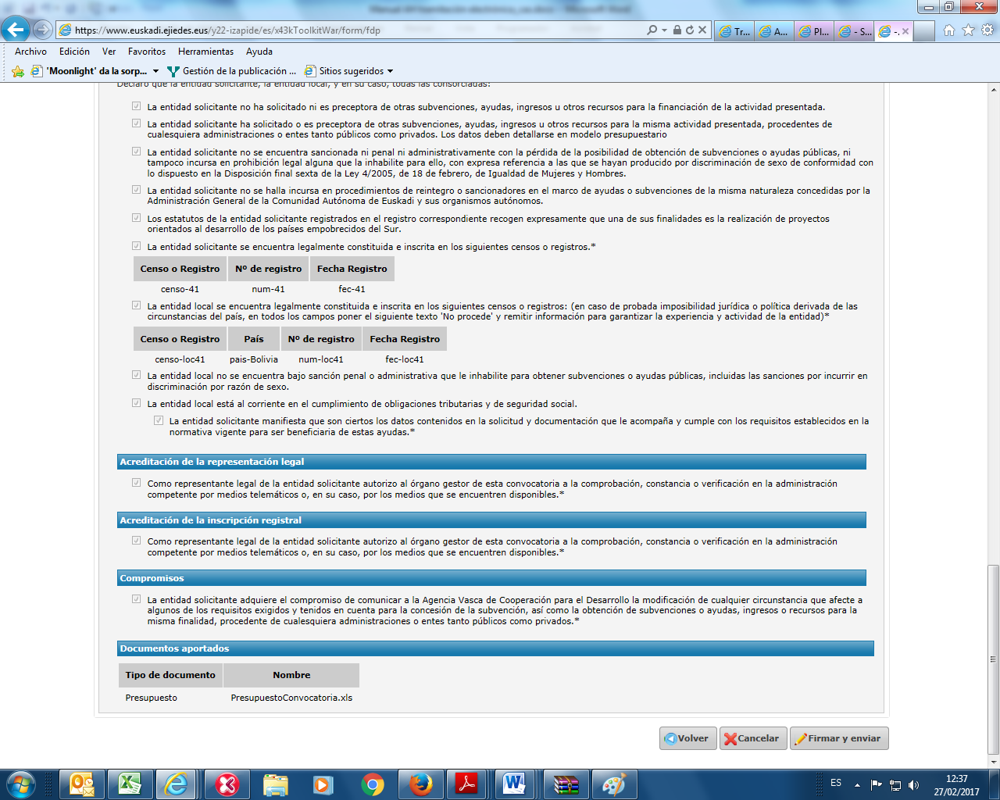 https://www.euskadi.ejiedes.eus/y22-izapide/es/x43kToolkitWar/form/fdp
Tr...
A...
Pl...
- S...
-.
Archivo Edición Ver Favoritos Herramientas Ayuda
'Moonlight' da la sorp... Gestión de la publicación ... Sitios sugeridos
Declaro que la entidad solicitante, la entidad local, y en su caso, todas las consorciadas:
La entidad solicitante no ha solicitado ni es preceptora de otras subvenciones, ayudas, ingresos u otros recursos para la financiación de la actividad presentada.
La entidad solicitante ha solicitado o es preceptora de otras subvenciones, ayudas, ingresos u otros recursos para la misma actividad presentada, procedentes de
cualesquiera administraciones o entes tanto públicos como privados. Los datos deben detallarse en modelo presupuestario
La entidad solicitante no se encuentra sancionada ni penal ni administrativamente con la pérdida de la posibilidad de obtención de subvenciones o ayudas públicas, ni
tampoco incursa en prohibición legal alguna que la inhabilite para ello, con expresa referencia a las que se hayan producido por discriminación de sexo de conformidad con
lo dispuesto en la Disposición final sexta de la Ley 4/2005, de 18 de febrero, de Igualdad de Mujeres y Hombres.
La entidad solicitante no se halla incursa en procedimientos de reintegro o sancionadores en el marco de ayudas o subvenciones de la misma naturaleza concedidas por la
Administración General de la Comunidad Autónoma de Euskadi y sus organismos autónomos.
Los estatutos de la entidad solicitante registrados en el registro correspondiente recogen expresamente que una de sus finalidades es la realización de proyectos
orientados al desarrollo de los países empobrecidos del Sur.
La entidad solicitante se encuentra legalmente constituida e inscrita en los siguientes censos o registros.*
Censo o Registro Nº de registro Fecha Registro
censo-41 num-41 fec-41
La entidad local se encuentra legalmente constituida e inscrita en los siguientes censos o registros: (en caso de probada imposibilidad jurídica o política derivada de las
circunstancias del país, en todos los campos poner el siguiente texto 'No procede' y remitir información para garantizar la experiencia y actividad de la entidad)*
Censo o Registro País Nº de registro Fecha Registro
censo-loc41 pais-Bolivia num-loc41 fec-loc41
La entidad local no se encuentra bajo sanción penal o administrativa que le inhabilite para obtener subvenciones o ayudas públicas, incluidas las sanciones por incurrir en
discriminación por razón de sexo.
La entidad local está al corriente en el cumplimiento de obligaciones tributarias y de seguridad social.
La entidad solicitante manifiesta que son ciertos los datos contenidos en la solicitud y documentación que le acompaña y cumple con los requisitos establecidos en la
normativa vigente para ser beneficiaria de estas ayudas.*
Acreditación de la representación legal
Como representante legal de la entidad solicitante autorizo al órgano gestor de esta convocatoria a la comprobación, constancia o verificación en la administración
competente por medios telemáticos o, en su caso, por los medios que se encuentren disponibles.*
Acreditación de la inscripción registral
Como representante legal de la entidad solicitante autorizo al órgano gestor de esta convocatoria a la comprobación, constancia o verificación en la administración
competente por medios telemáticos o, en su caso, por los medios que se encuentren disponibles.*
Compromisos
La entidad solicitante adquiere el compromiso de comunicar a la Agencia Vasca de Cooperación para el Desarrollo la modificación de cualquier circunstancia que afecte a
algunos de los requisitos exigidos y tenidos en cuenta para la concesión de la subvención, así como la obtención de subvenciones o ayudas, ingresos o recursos para la
misma finalidad, procedente de cualesquiera administraciones o entes tanto públicos como privados.*
Documentos aportados
Tipo de documento Nombre
Presupuesto PresupuestoConvocatoria.xls
Volver Cancelar Firmar y enviar
ES
12:37
27/02/2017